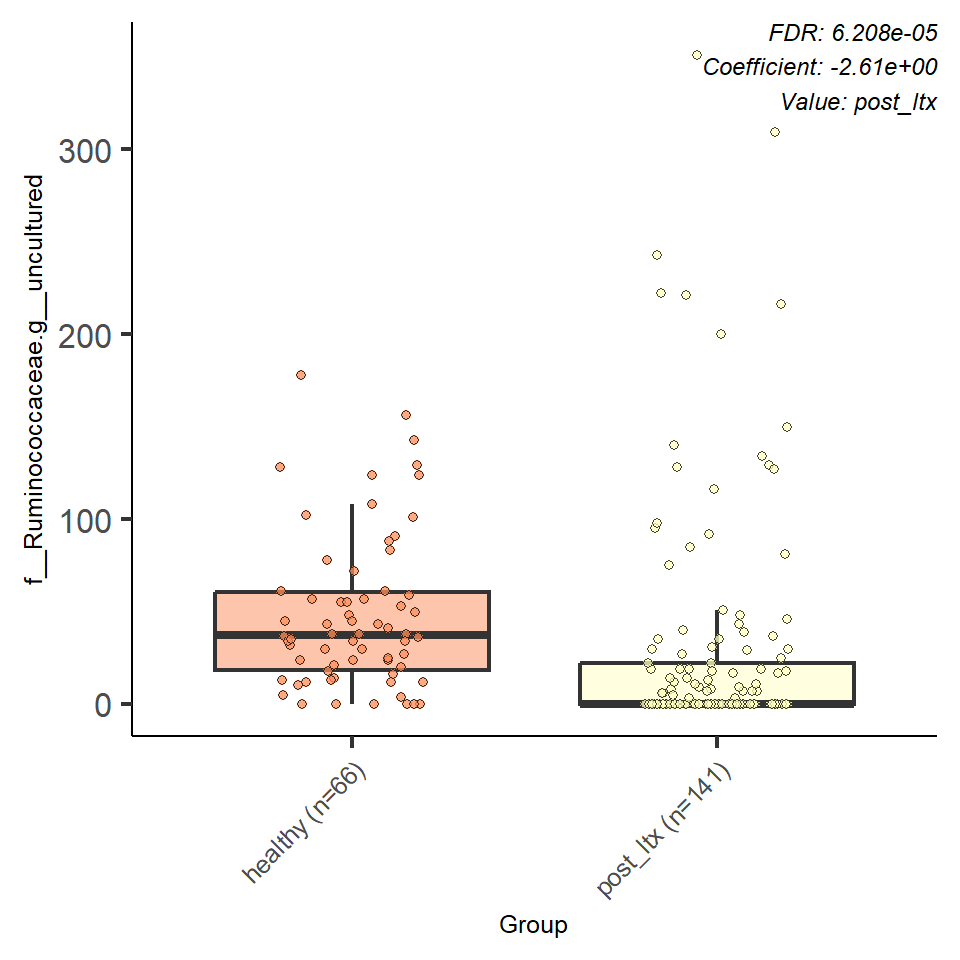 FDR: 6.208e-05
Coefficient: -2.61e+00
Value: post_ltx
f__Ruminococcaceae.g__uncultured
300
200
100
0
healthy (n=66)
post_ltx (n=141)
Group